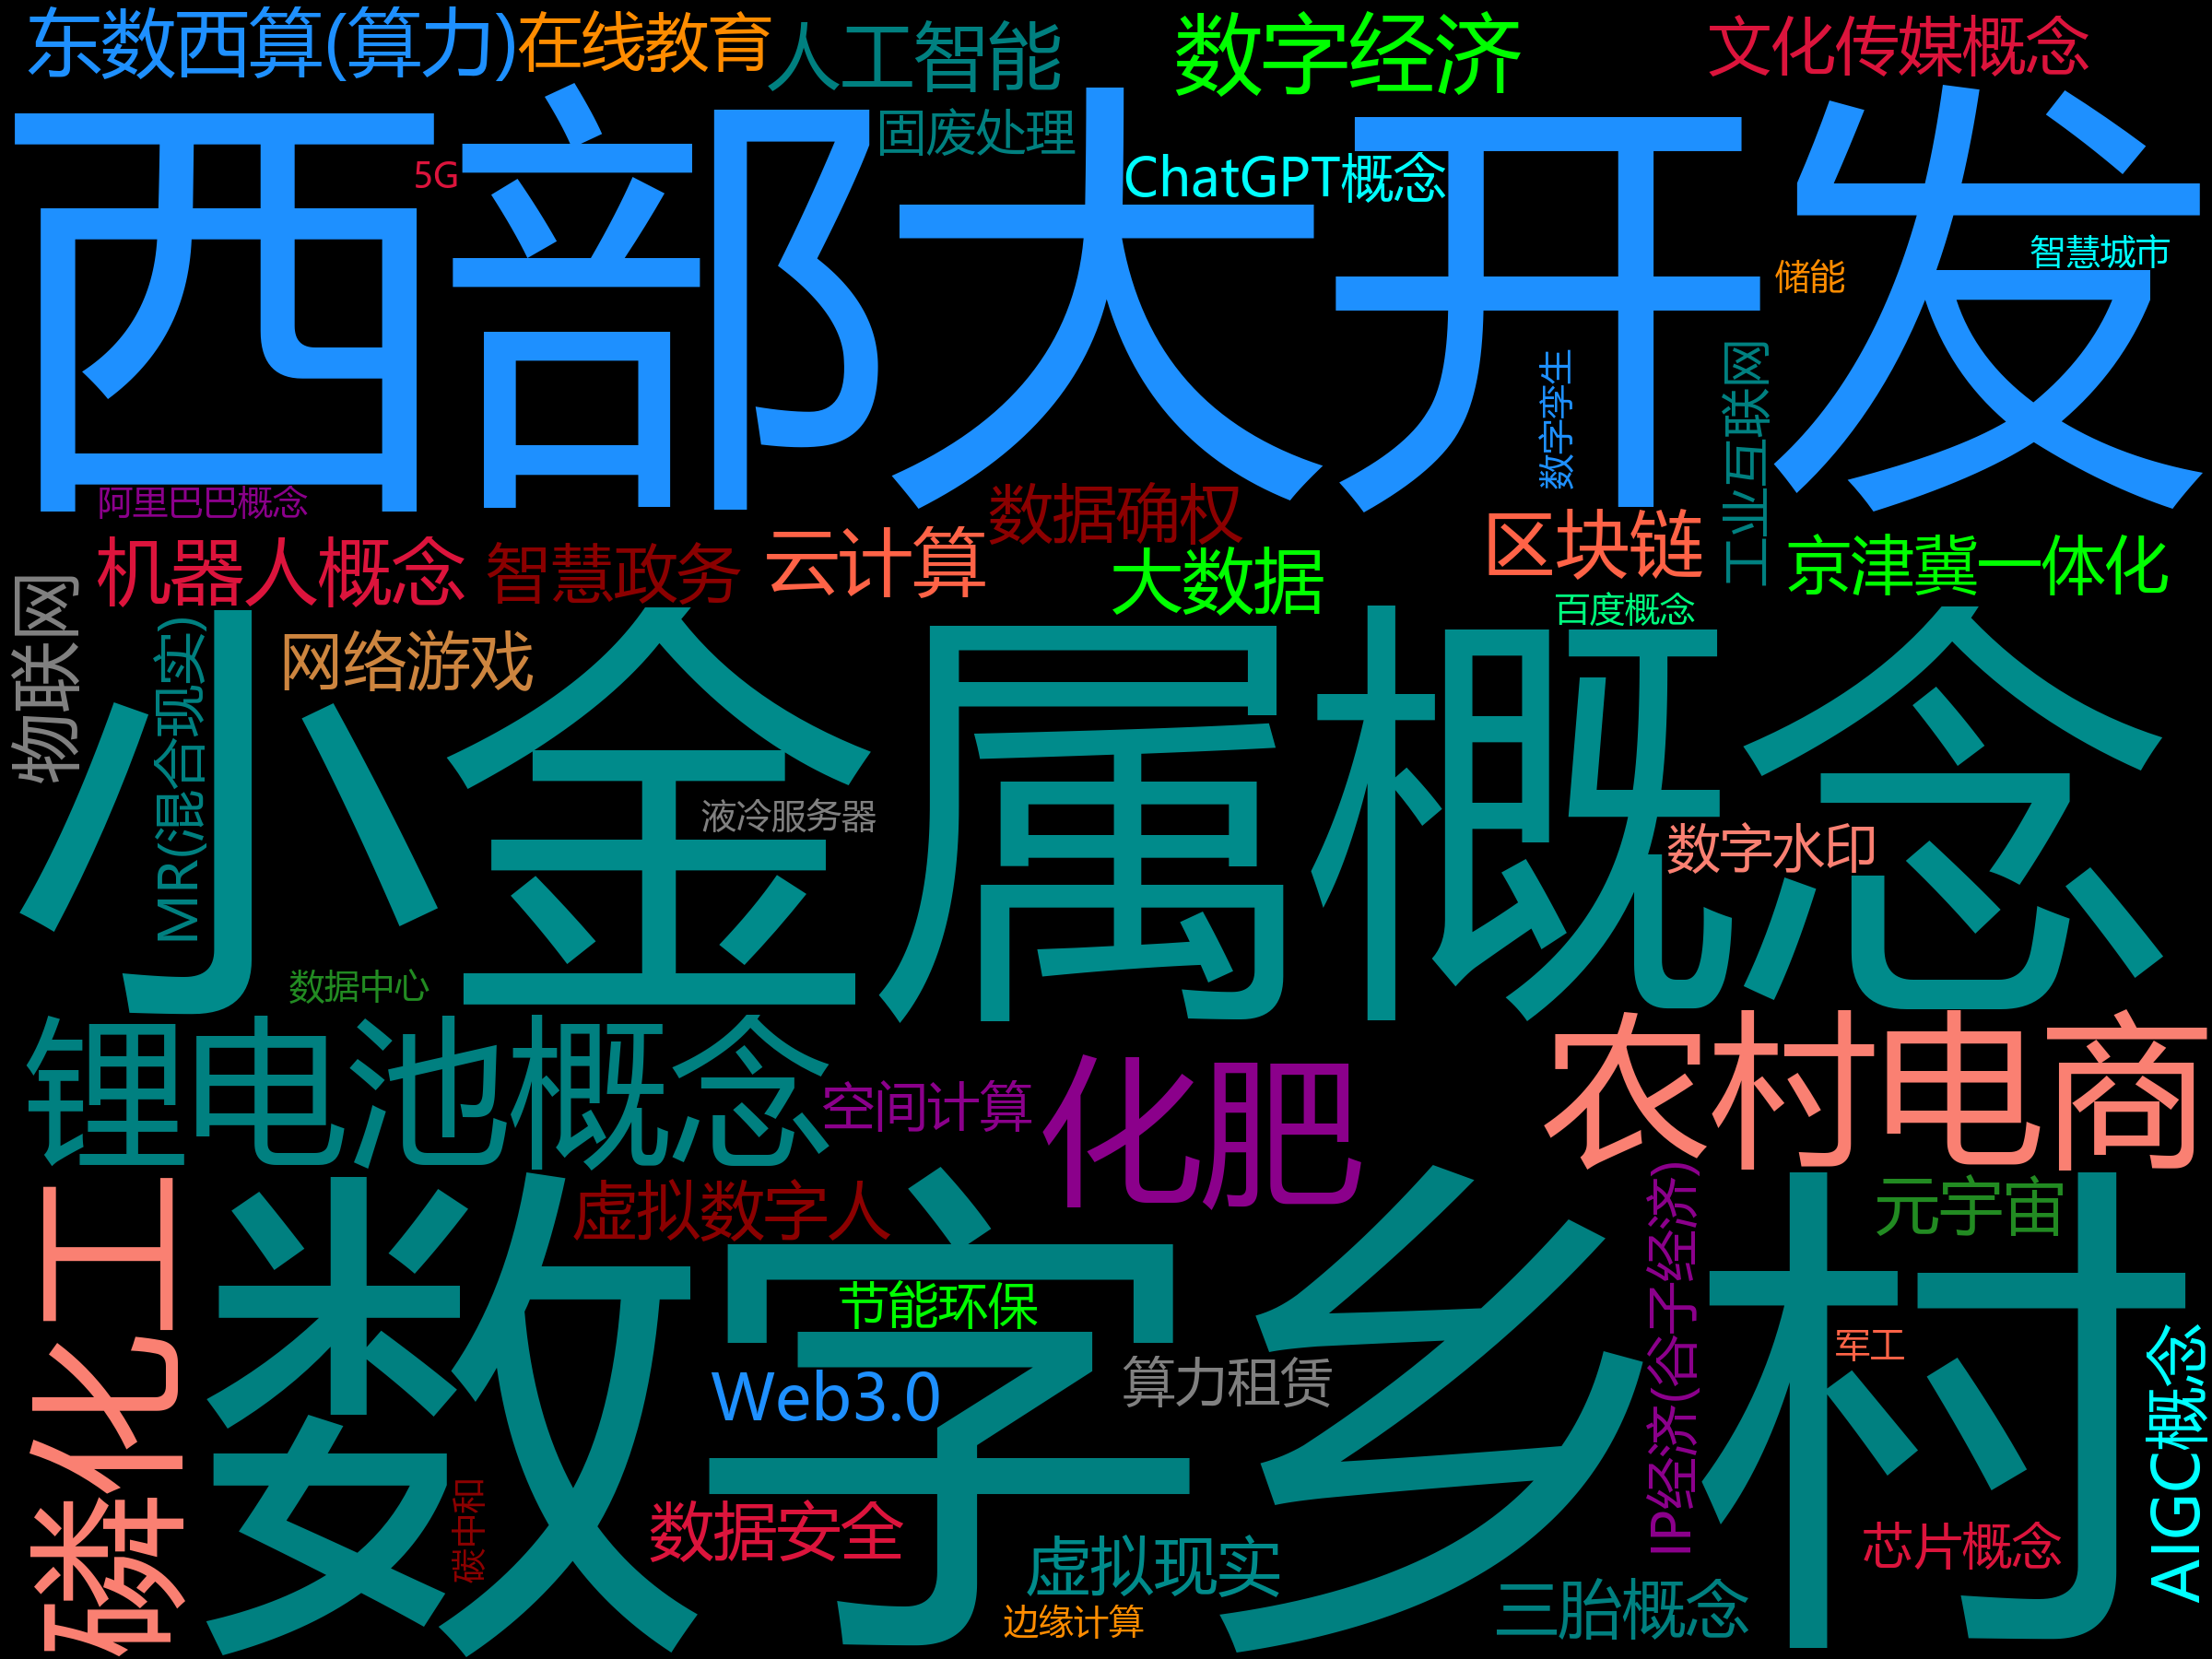 东数西算(算力)
在线教育
人工智能
数字经济
文化传媒概念
固废处理
5G
ChatGPT概念
西部大开发
智慧城市
储能
数字孪生
工业互联网
阿里巴巴概念
数据确权
机器人概念
智慧政务
云计算
大数据
区块链
京津冀一体化
百度概念
物联网
MR(混合现实)
网络游戏
小金属概念
液冷服务器
数字水印
数据中心
锂电池概念
空间计算
化肥
农村电商
磷化工
虚拟数字人
元宇宙
IP经济(谷子经济)
数字乡村
节能环保
Web3.0
算力租赁
军工
AIGC概念
碳中和
数据安全
虚拟现实
芯片概念
边缘计算
三胎概念